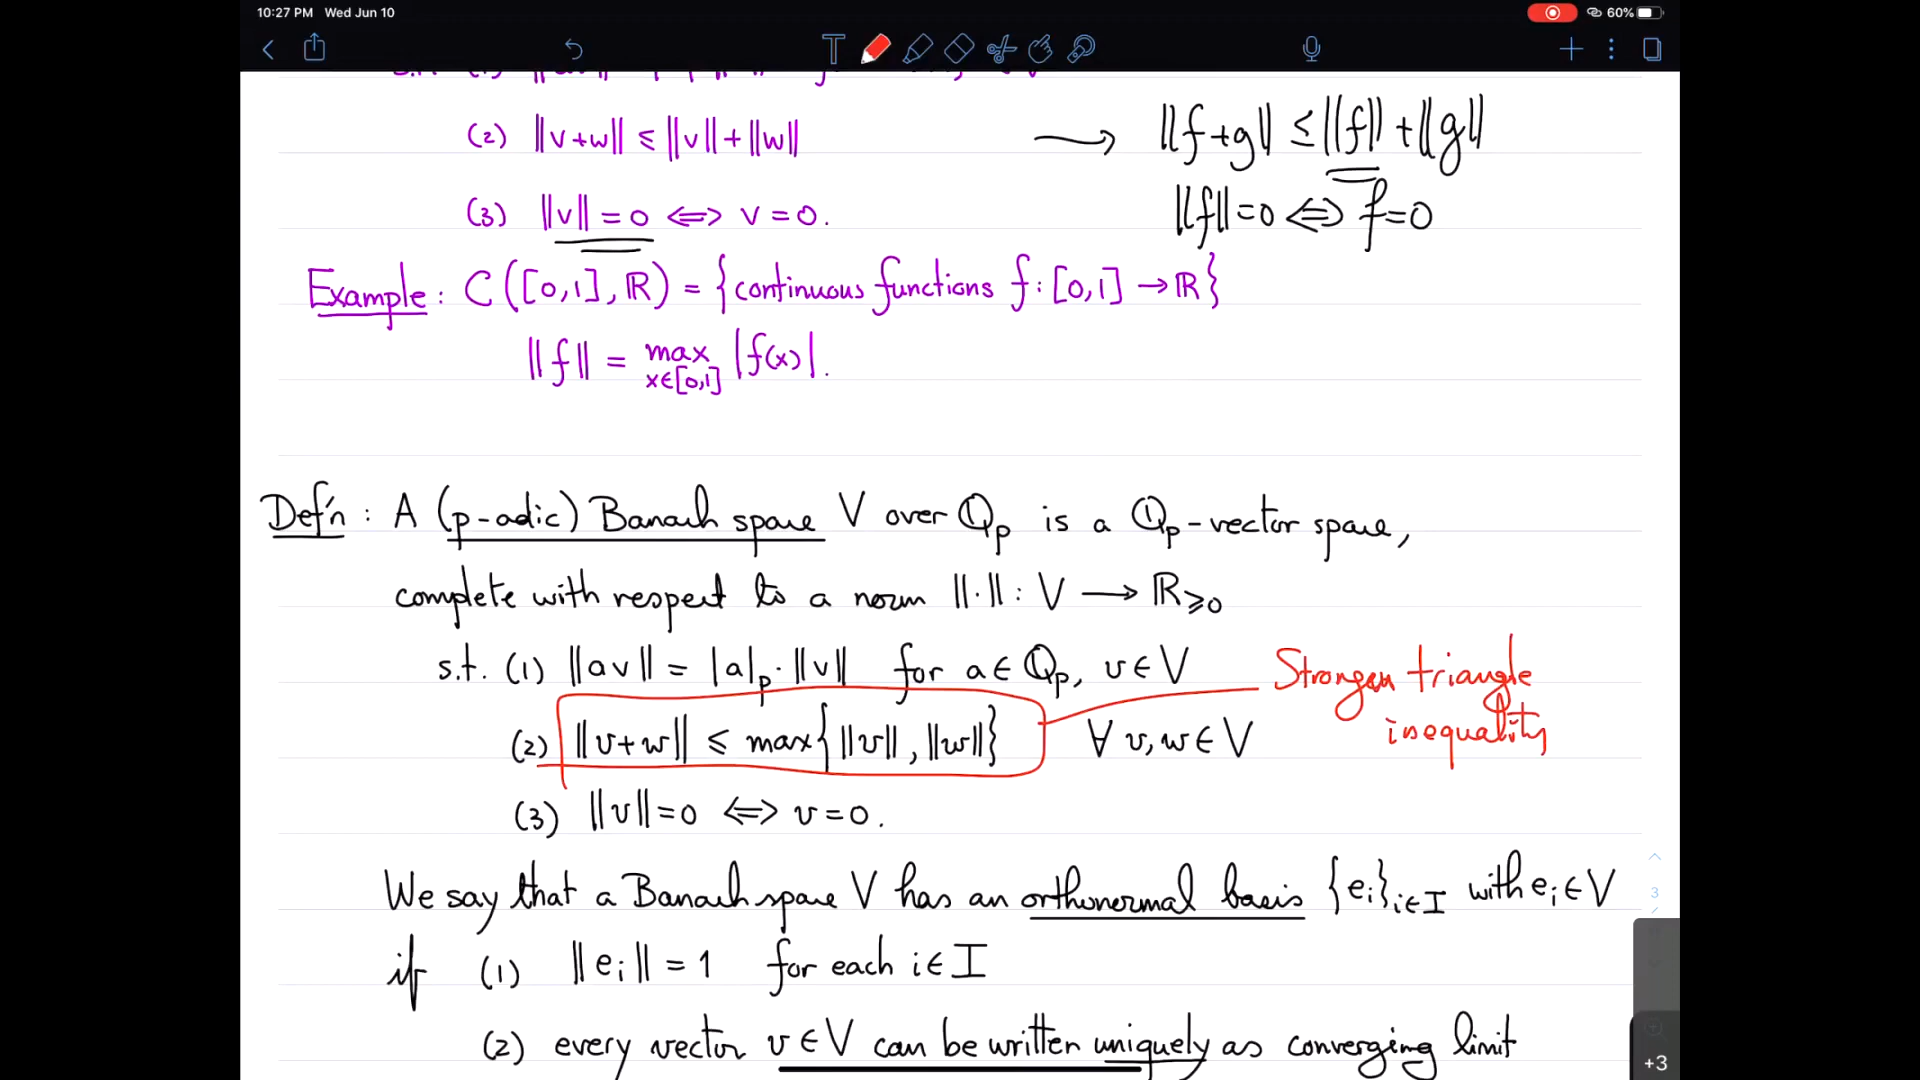 10:27 PM Wed Jun 10
60%
(2) ||v+w|| ≤ ||v|| + ||w||
→ ||f+g|| ≤ ||f|| + ||g||
(3) ||v|| = 0 ⇔ v = 0.
||f||=0 ⇔ f=0
Example: C([0,1], ℝ) = {continuous functions f: [0,1] → ℝ}
||f|| = max |f(x)|.
x∈[0,1]
Def'n: A (p-adic) Banach space V over ℚp is a ℚp-vector space,
complete with respect to a norm ||·||: V → ℝ≥0
s.t. (1) ||av|| = |a|p · ||v|| for a∈ ℚp, v∈V
Stronger triangle
inequality
(2) ||v+w|| ≤ max{||v||, ||w||} ∀ v,w∈V
(3) ||v||=0 ⇔ v=0.
We say that a Banach space V has an orthonormal basis {ei}i∈I with ei∈V
if (1) ||ei|| = 1 for each i∈I
(2) every vector v∈V can be written uniquely as converging limit
3
+3